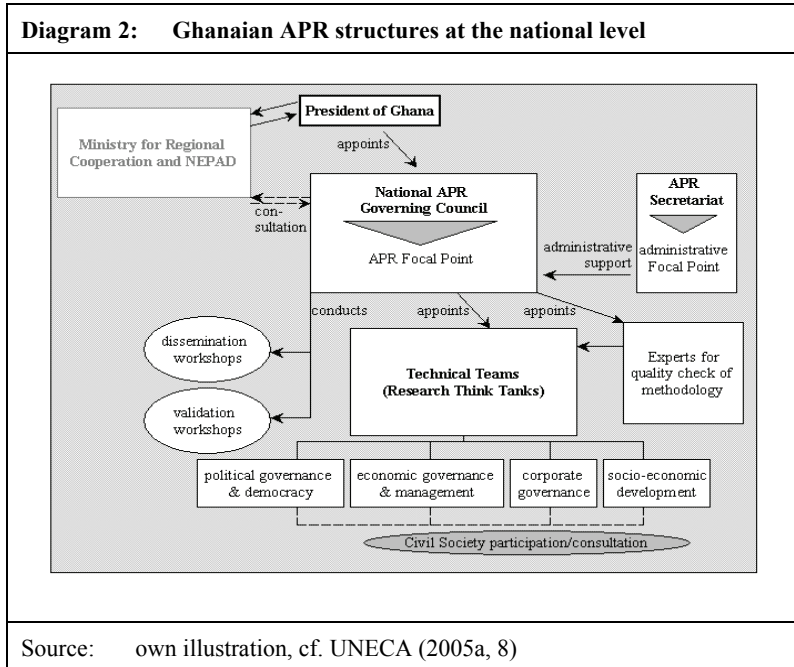 Diagram 2: Ghanaian APR structures at the national level
President of Ghana
Ministry for Regional
Cooperation and NEPAD
appoints
National APR
Governing Council
APR Focal Point
APR
Secretariat
administrative
Focal Point
con-
sultation
administrative
support
conducts
appoints
appoints
dissemination
workshops
validation
workshops
Technical Teams
(Research Think Tanks)
Experts for
quality check of
methodology
political governance
& democracy
economic governance
& management
corporate
governance
socio-economic
development
Civil Society participation/consultation
Source: own illustration, cf. UNECA (2005a, 8)